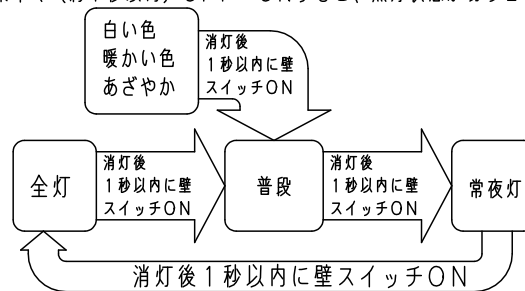 白い色
暖かい色
あざやか
消灯後
1秒以内に壁
スイッチON
全灯
消灯後
1秒以内に壁
スイッチON
普段
消灯後
1秒以内に壁
スイッチON
常夜灯
消灯後1秒以内に壁スイッチON